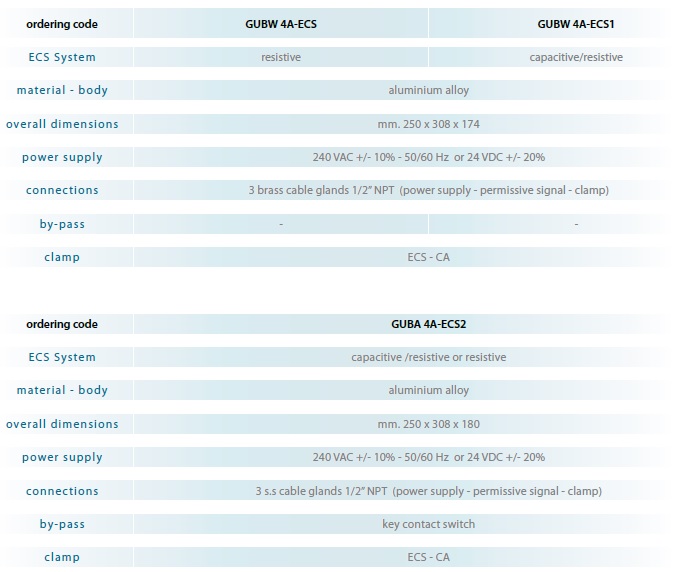 ordering code GUBW 4A-ECS GUBW 4A-ECS1
ECS System resistive capacitive/resistive
material - body aluminium alloy
overall dimensions mm. 250 x 308 x 174
power supply 240 VAC +/- 10% - 50/60 Hz or 24 VDC +/- 20%
connections 3 brass cable glands 1/2” NPT (power supply - permissive signal - clamp)
by-pass - -
clamp ECS - CA
ordering code GUBA 4A-ECS2
ECS System capacitive /resistive or resistive
material - body aluminium alloy
overall dimensions mm. 250 x 308 x 180
power supply 240 VAC +/- 10% - 50/60 Hz or 24 VDC +/- 20%
connections 3 s.s cable glands 1/2” NPT (power supply - permissive signal - clamp)
by-pass key contact switch
clamp ECS - CA